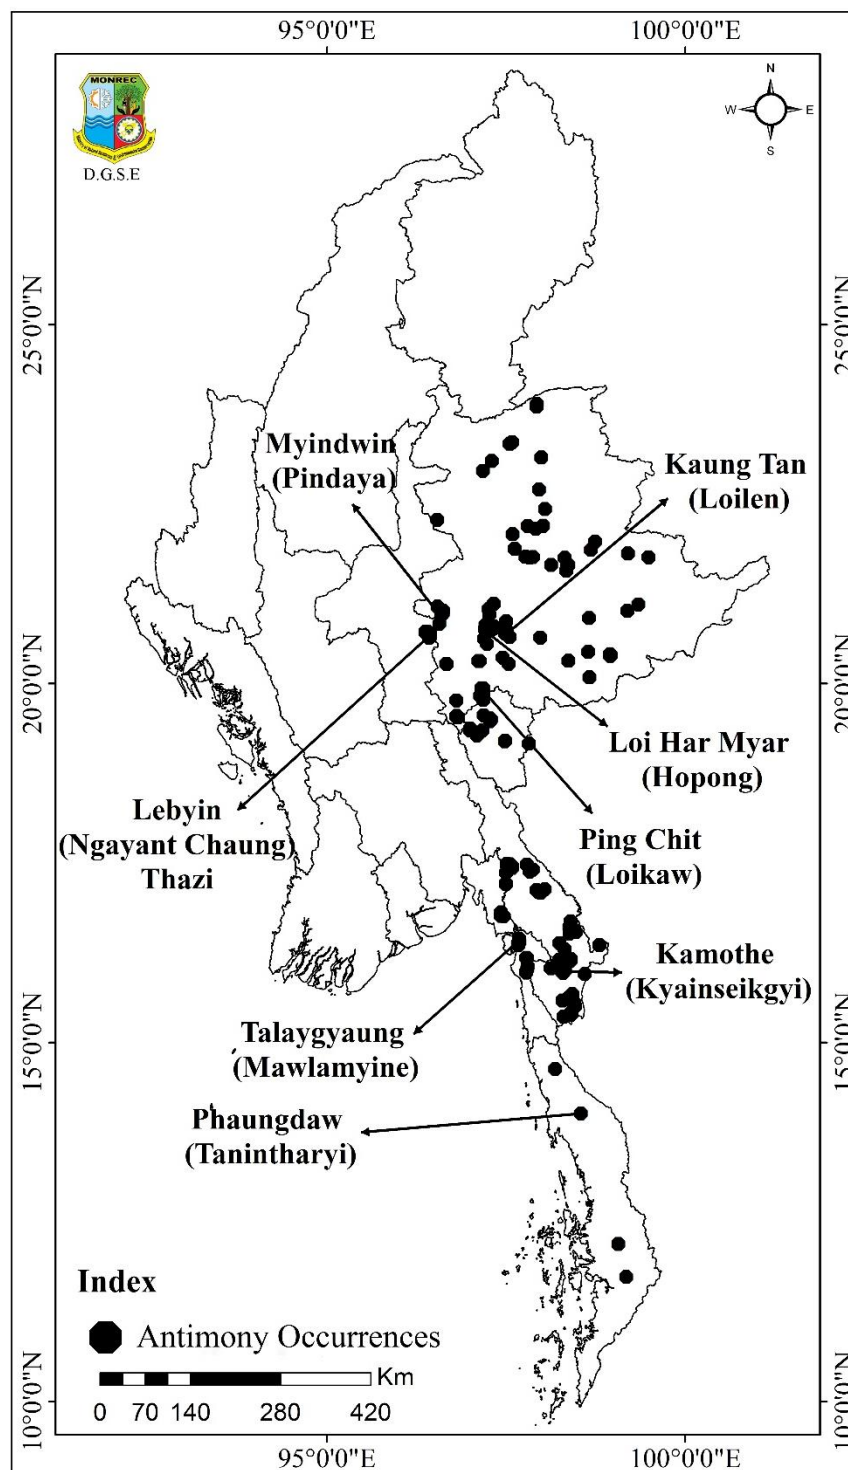 95°0'0"E 100°0'0"E
MONREC
D.G.S.E
N
W E
S
25°0'0"N 25°0'0"N
Myindwin
(Pindaya)
Kaung Tan
(Loilen)
20°0'0"N 20°0'0"N
Loi Har Myar
(Hopong)
Lebyin
(Ngayant Chaung)
Thazi
Ping Chit
(Loikaw)
Kamothe
(Kyainseikgyi)
15°0'0"N 15°0'0"N
Talaygyaung
(Mawlamyine)
Phaungdaw
(Tanintharyi)
Index
Antimony Occurrences
Km
0 70 140 280 420
10°0'0"N 10°0'0"N
95°0'0"E 100°0'0"E